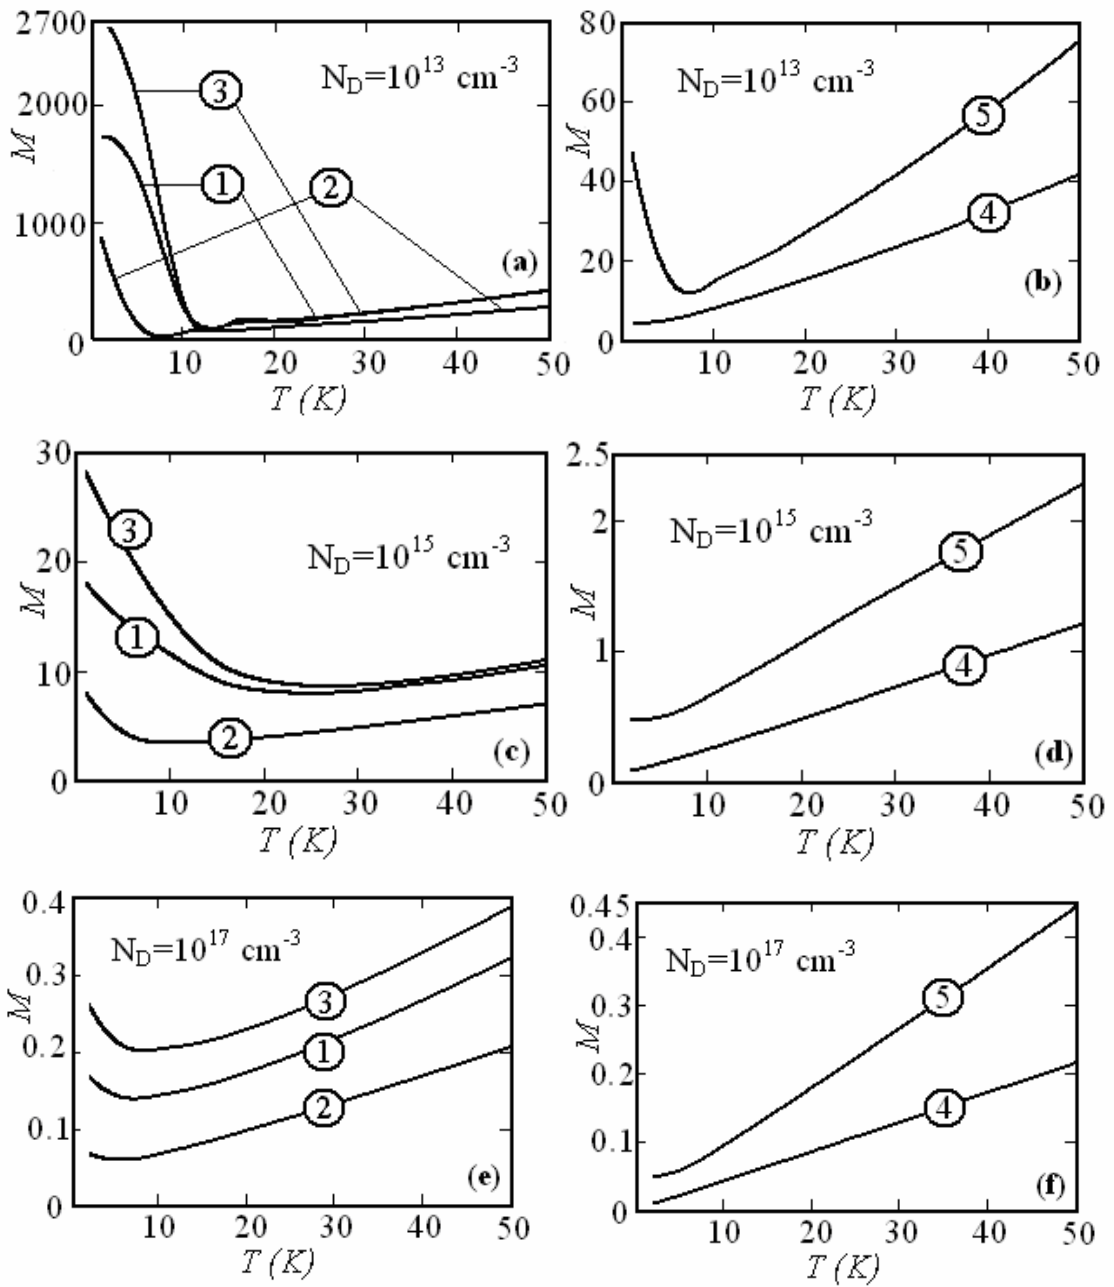 2700
2000
1000
0
M
N_D=10^13 cm^-3
3
1
2
(a)
10 20 30 40 50
T (K)
80
60
40
20
0
M
N_D=10^13 cm^-3
5
4
(b)
10 20 30 40 50
T (K)
30
20
10
0
M
N_D=10^15 cm^-3
3
1
2
(c)
10 20 30 40 50
T (K)
2.5
2
1
0
M
N_D=10^15 cm^-3
5
4
(d)
10 20 30 40 50
T (K)
0.4
0.3
0.2
0.1
0
M
N_D=10^17 cm^-3
3
1
2
(e)
10 20 30 40 50
T (K)
0.45
0.4
0.3
0.2
0.1
0
M
N_D=10^17 cm^-3
5
4
(f)
10 20 30 40 50
T (K)